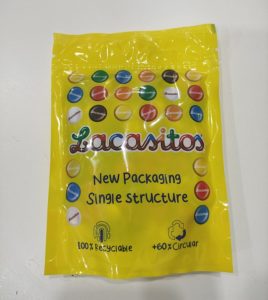 Lacasitos
New Packaging
Single Structure
100% Recyclable
+60% Circular